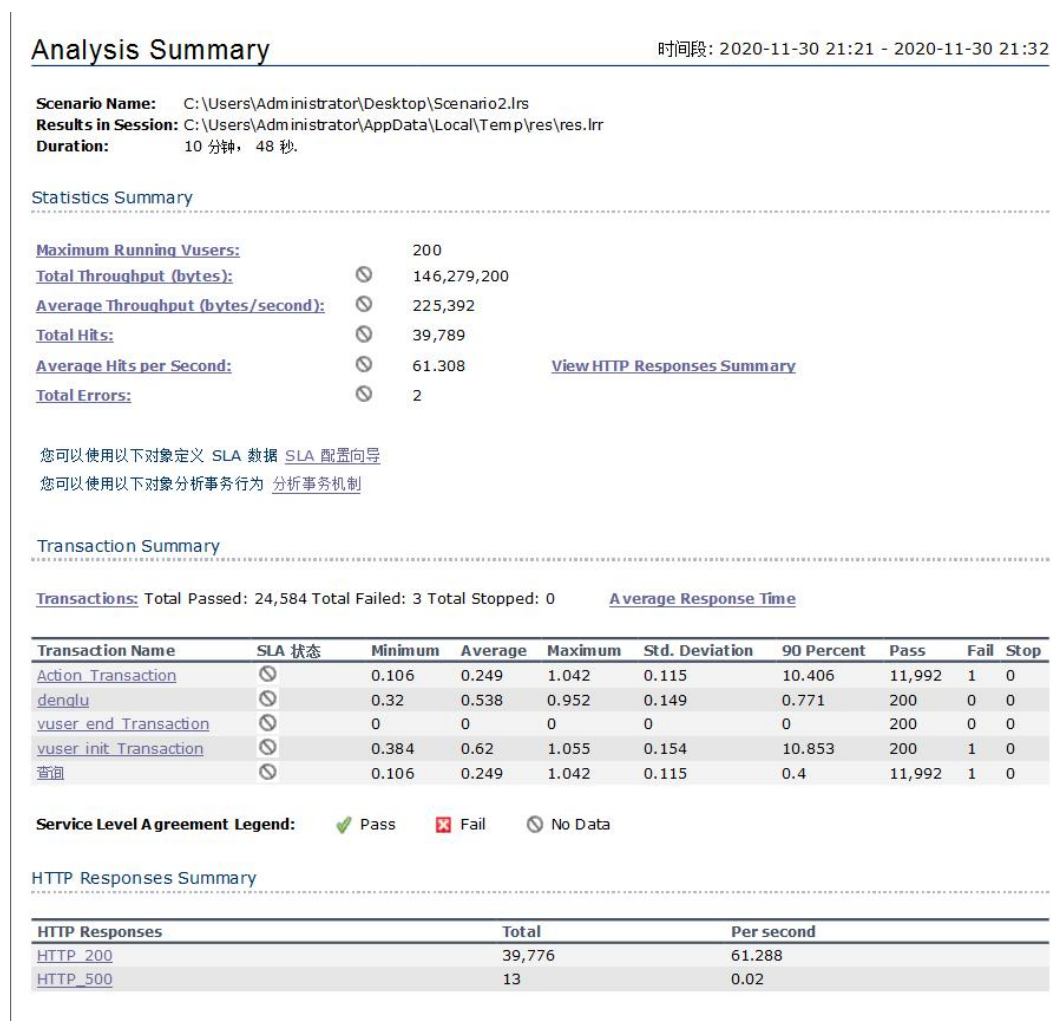 Analysis Summary 时间段: 2020-11-30 21:21 - 2020-11-30 21:32
Scenario Name: C:\Users\Administrator\Desktop\Scenario2.lrs
Results in Session: C:\Users\Administrator\AppData\Local\Temp\res\res.lrr
Duration: 10 分钟， 48 秒.
Statistics Summary
Maximum Running Vusers: 200
Total Throughput (bytes): 146,279,200
Average Throughput (bytes/second): 225,392
Total Hits: 39,789
Average Hits per Second: 61.308 View HTTP Responses Summary
Total Errors: 2
您可以使用以下对象定义 SLA 数据 SLA 配置向导
您可以使用以下对象分析事务行为 分析事务机制
Transaction Summary
Transactions: Total Passed: 24,584 Total Failed: 3 Total Stopped: 0 Average Response Time
Transaction Name SLA 状态 Minimum Average Maximum Std. Deviation 90 Percent Pass Fail Stop
Action_Transaction 0.106 0.249 1.042 0.115 10.406 11,992 1 0
denglu 0.32 0.538 0.952 0.149 0.771 200 0 0
vuser_end_Transaction 0 0 0 0 0 200 0 0
vuser_init_Transaction 0.384 0.62 1.055 0.154 10.853 200 1 0
查询 0.106 0.249 1.042 0.115 0.4 11,992 1 0
Service Level Agreement Legend: Pass Fail No Data
HTTP Responses Summary
HTTP Responses Total Per second
HTTP_200 39,776 61.288
HTTP_500 13 0.02